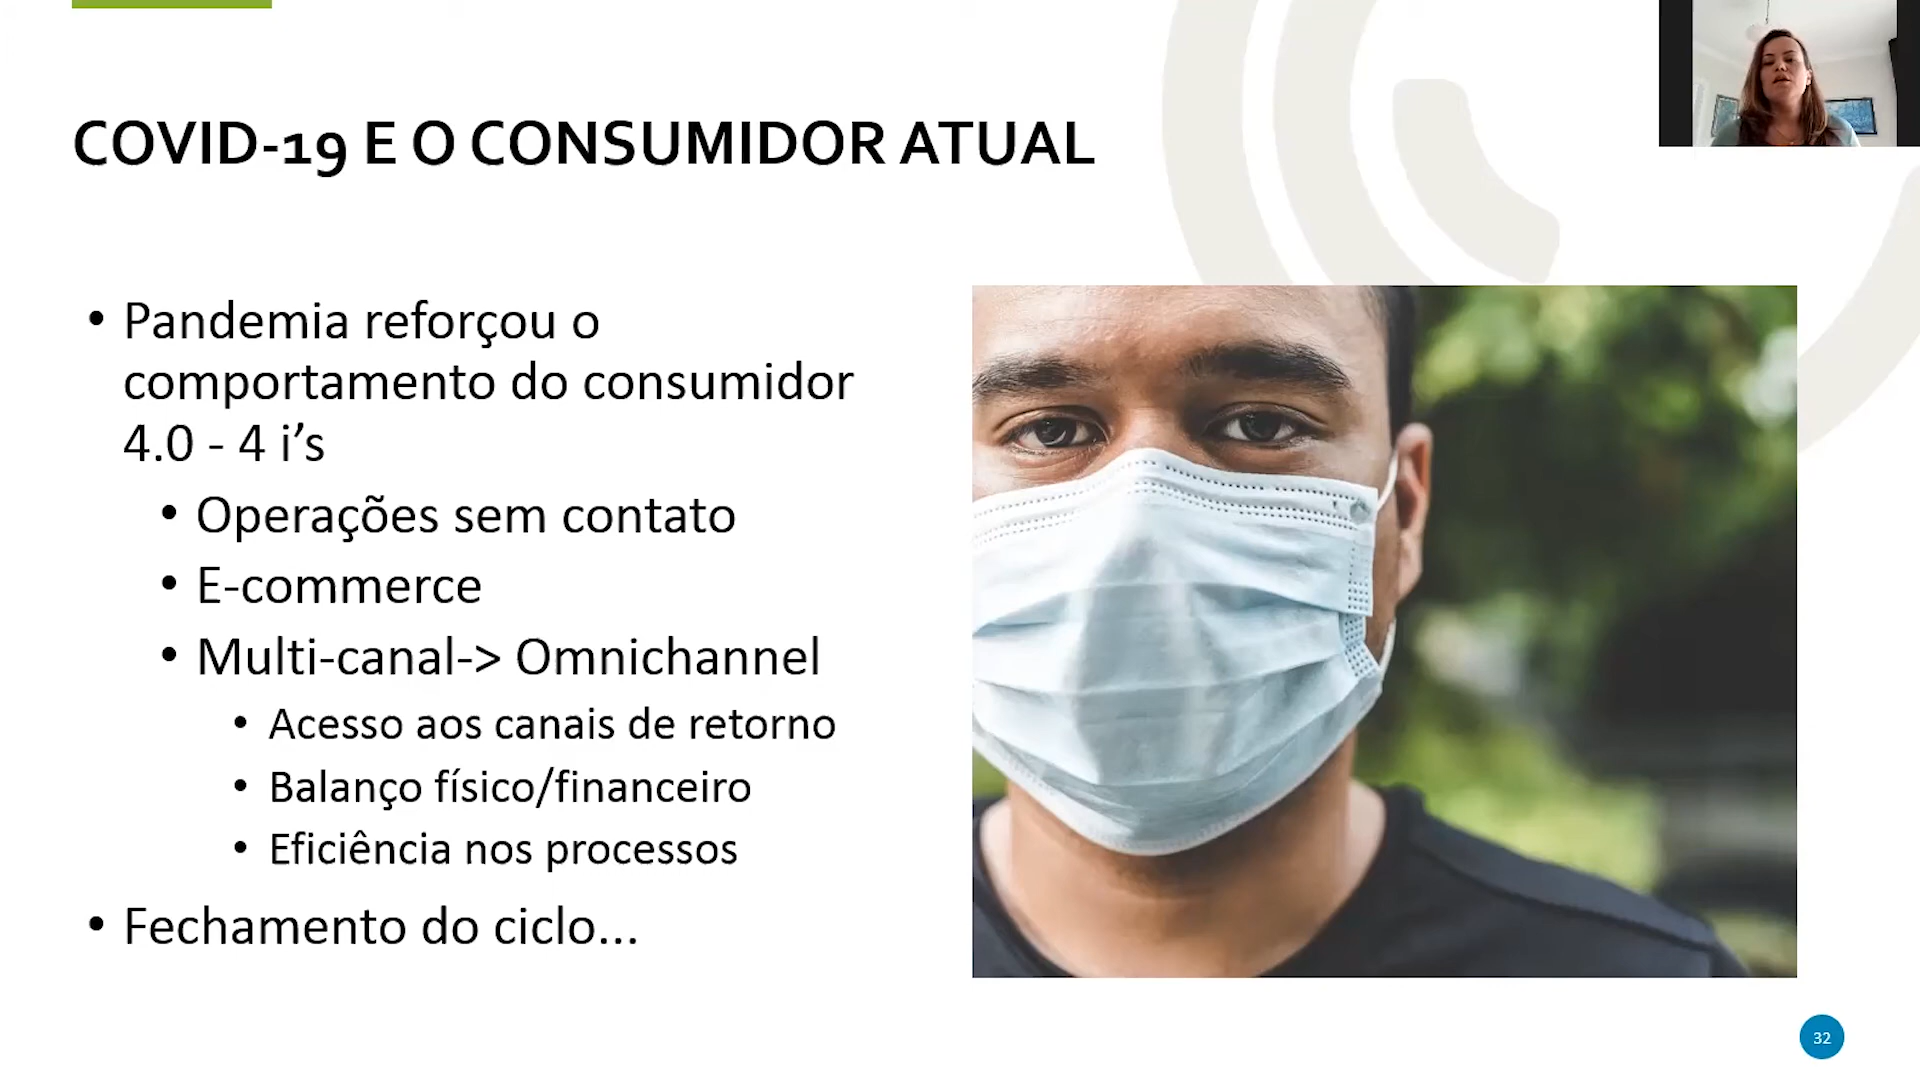 COVID-19 E O CONSUMIDOR ATUAL
• Pandemia reforçou o
comportamento do consumidor
4.0 - 4 i’s
• Operações sem contato
• E-commerce
• Multi-canal-> Omnichannel
• Acesso aos canais de retorno
• Balanço físico/financeiro
• Eficiência nos processos
• Fechamento do ciclo...
32